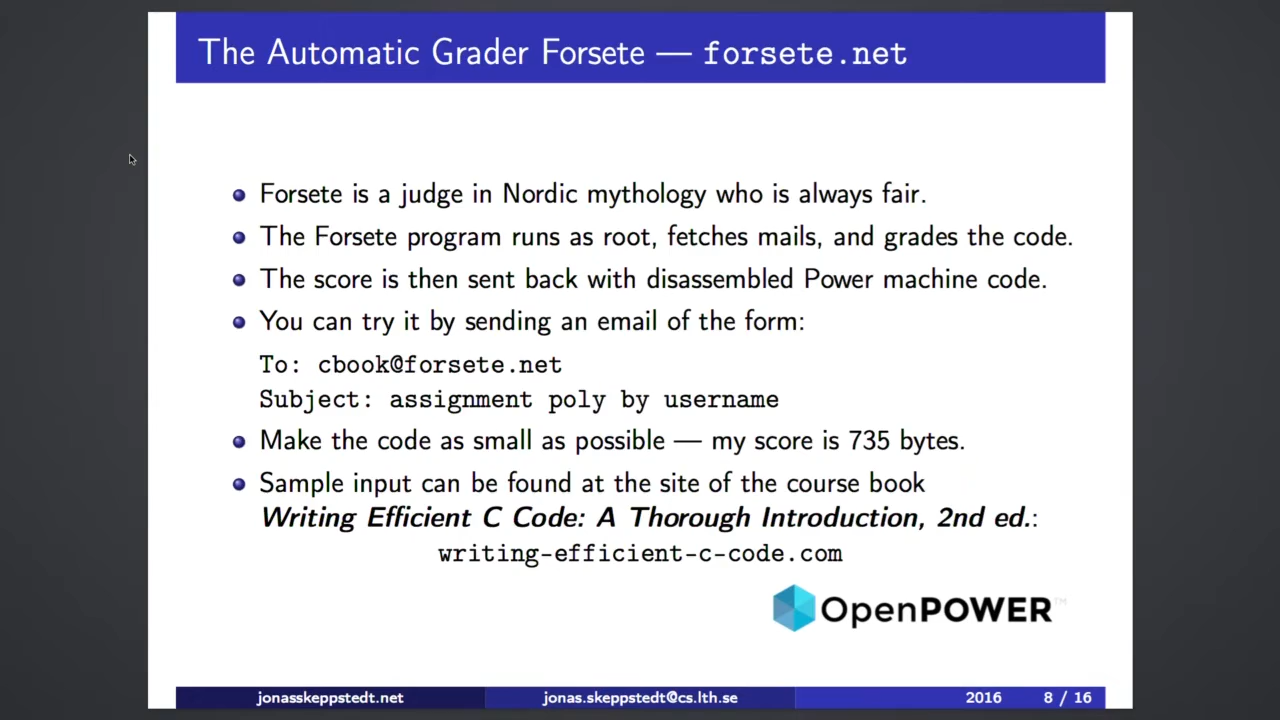 The Automatic Grader Forsete — forsete.net
Forsete is a judge in Nordic mythology who is always fair.
The Forsete program runs as root, fetches mails, and grades the code.
The score is then sent back with disassembled Power machine code.
You can try it by sending an email of the form:
To: cbook@forsete.net
Subject: assignment poly by username
Make the code as small as possible — my score is 735 bytes.
Sample input can be found at the site of the course book
Writing Efficient C Code: A Thorough Introduction, 2nd ed.:
writing-efficient-c-code.com
OpenPOWER™
jonasskeppstedt.net jonas.skeppstedt@cs.lth.se 2016 8 / 16